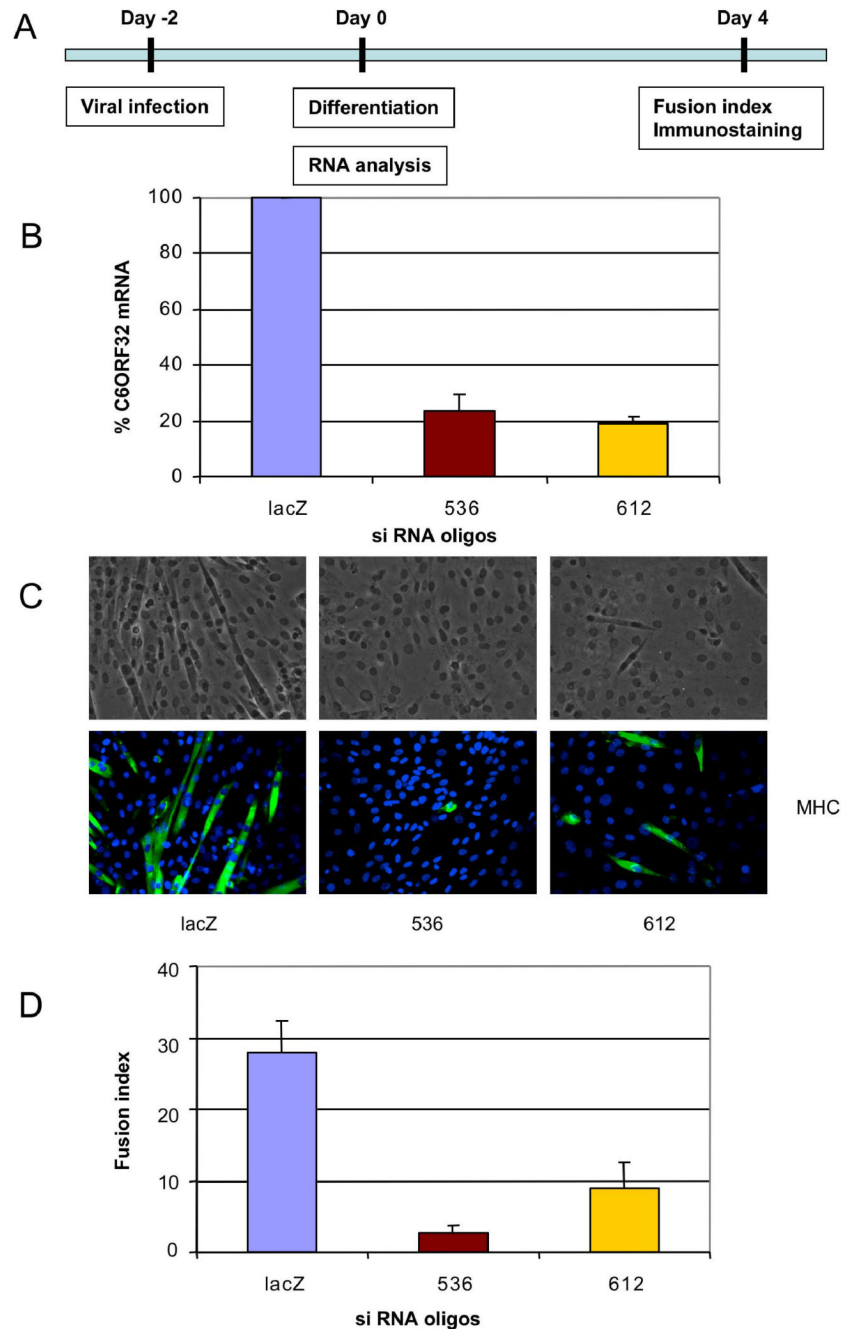 A
Day -2 Day 0 Day 4
Viral infection
Differentiation
Fusion index
Immunostaining
RNA analysis
B
% C6ORF32 mRNA
100
80
60
40
20
0
lacZ 536 612
si RNA oligos
C
MHC
lacZ 536 612
D
Fusion index
40
30
20
10
0
lacZ 536 612
si RNA oligos